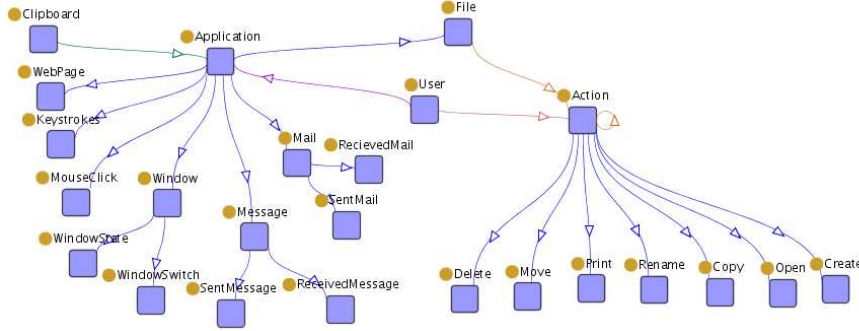 Clipboard
Application
File
WebPage
User
Action
Keystrokes
Mail
RecievedMail
MouseClick
Window
SentMail
Message
WindowState
WindowSwitch
SentMessage
ReceivedMessage
Delete
Move
Print
Rename
Copy
Open
Create